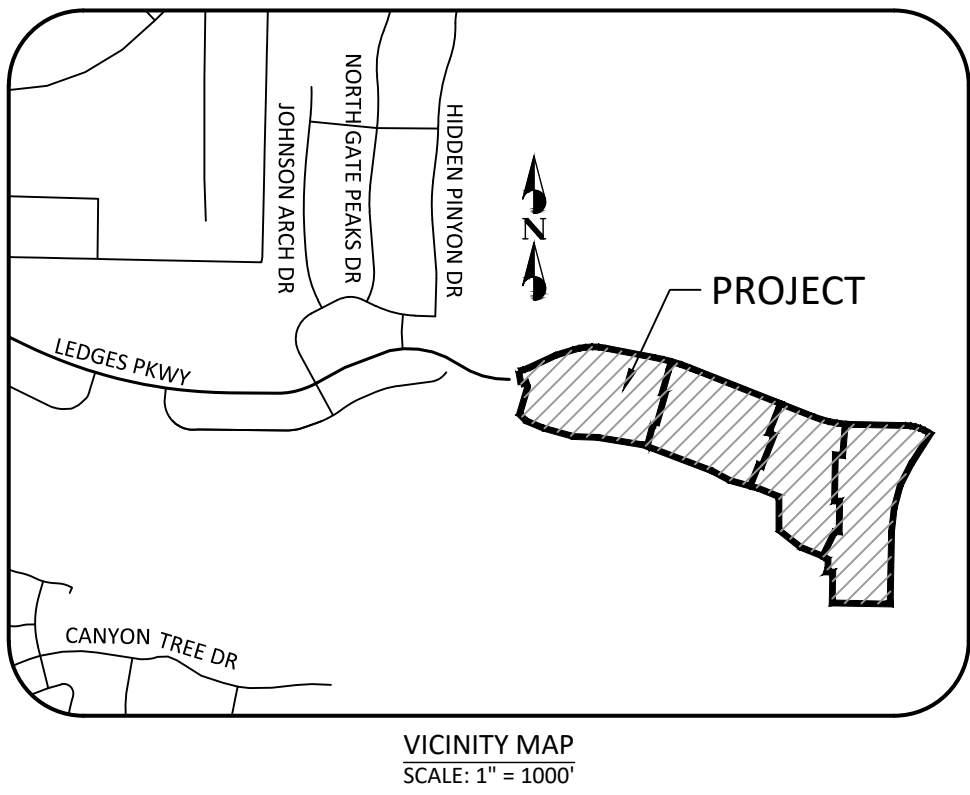 JOHNSON ARCH DR
NORTH GATE PEAKS DR
HIDDEN PINYON DR
N
PROJECT
LEDGES PKWY
CANYON TREE DR
VICINITY MAP
SCALE: 1" = 1000'